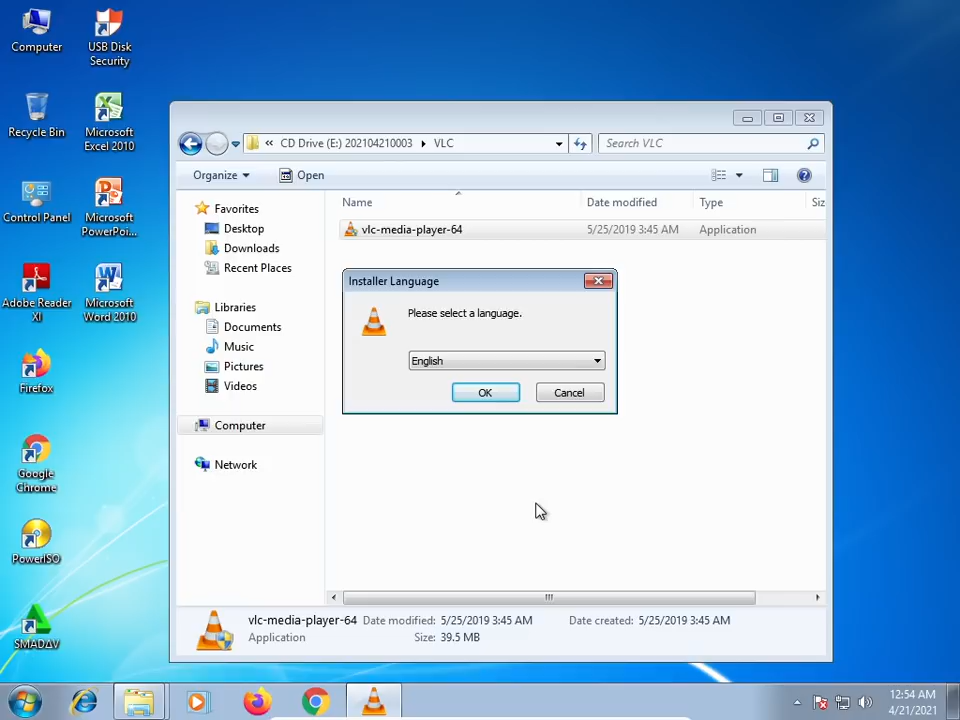 Computer
USB Disk
Security
Recycle Bin
Microsoft
Excel 2010
Control Panel
Microsoft
PowerPoi...
Adobe Reader
XI
Microsoft
Word 2010
Firefox
Google
Chrome
PowerISO
SMADAV
« CD Drive (E:) 202104210003 ▸ VLC
Search VLC
Organize
Open
Name
Date modified
Type
Siz
Favorites
Desktop
Downloads
Recent Places
Libraries
Documents
Music
Pictures
Videos
Computer
Network
vlc-media-player-64
5/25/2019 3:45 AM
Application
Installer Language
Please select a language.
English
OK
Cancel
vlc-media-player-64 Date modified: 5/25/2019 3:45 AM Date created: 5/25/2019 3:45 AM
Application Size: 39.5 MB
12:54 AM
4/21/2021